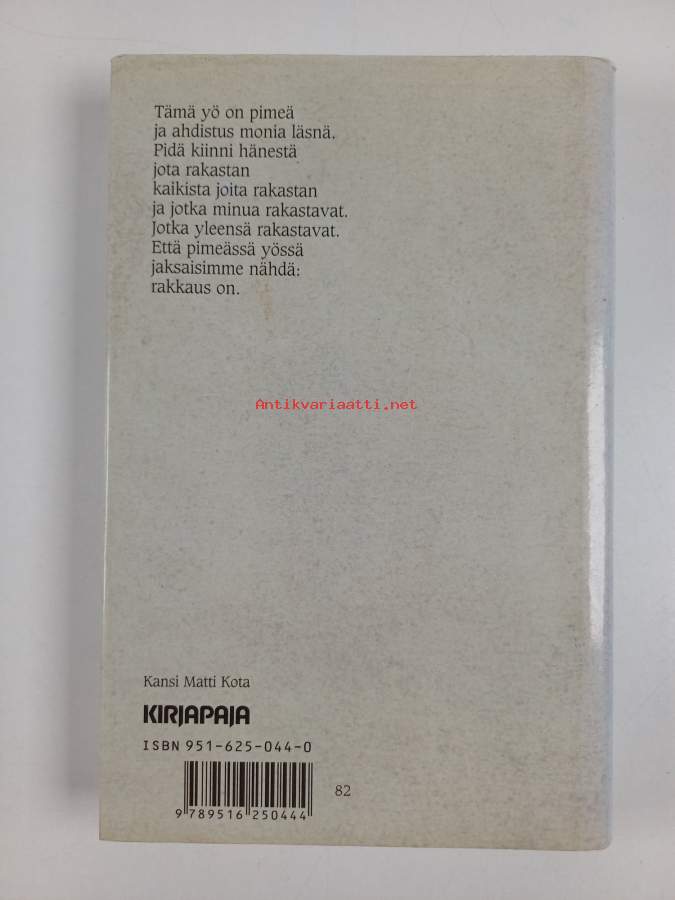 Tämä yö on pimeä
ja ahdistus monia läsnä.
Pidä kiinni hänestä
jota rakastan
kaikista joita rakastan
ja jotka minua rakastavat.
Jotka yleensä rakastavat.
Että pimeässä yössä
jaksaisimme nähdä:
rakkaus on.
Antikvariaatti.net
Kansi Matti Kota
KIRJAPAJA
ISBN 951-625-044-0
82
9 789516 250444